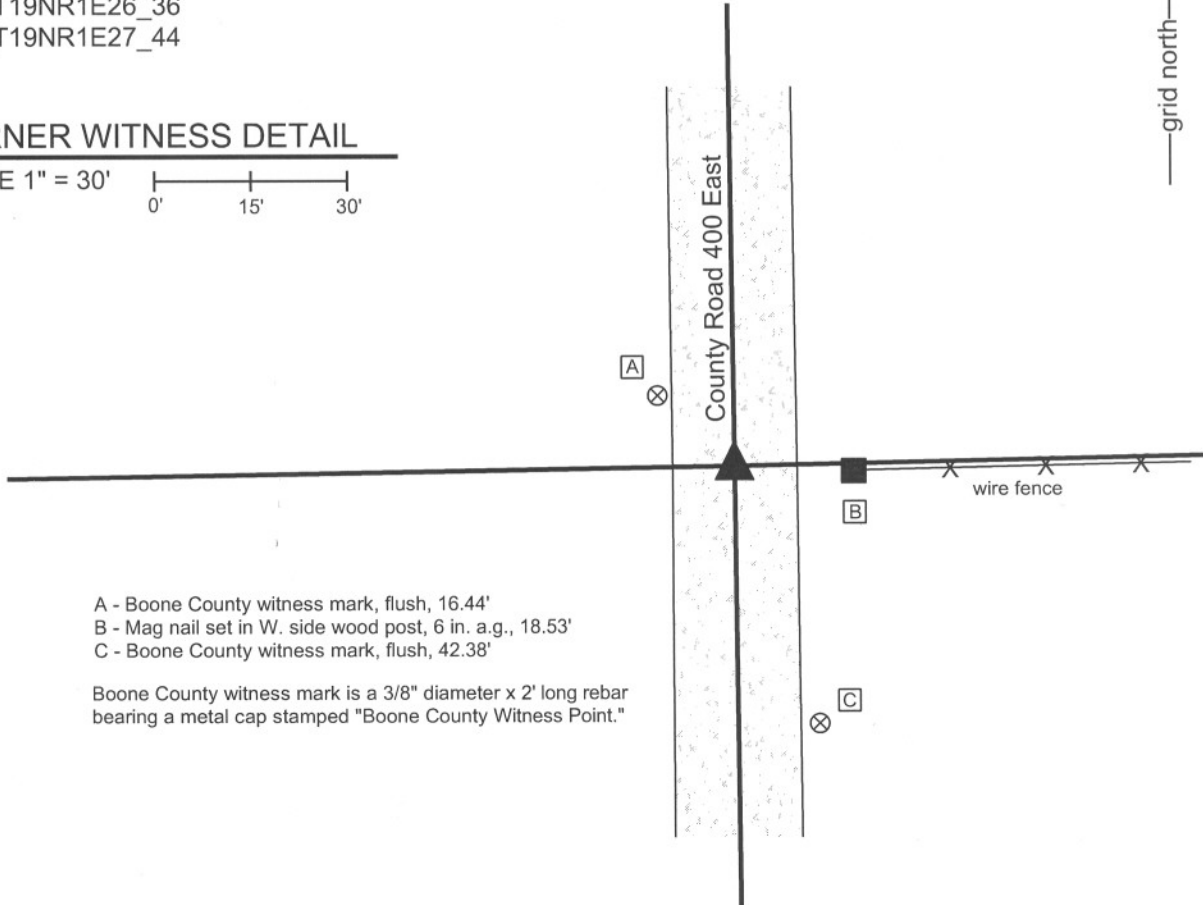 T19NR1E26_36
T19NR1E27_44
RNER WITNESS DETAIL
E 1" = 30'
0' 15' 30'
grid north
County Road 400 East
A
B
wire fence
C
A - Boone County witness mark, flush, 16.44'
B - Mag nail set in W. side wood post, 6 in. a.g., 18.53'
C - Boone County witness mark, flush, 42.38'
Boone County witness mark is a 3/8" diameter x 2' long rebar
bearing a metal cap stamped "Boone County Witness Point."